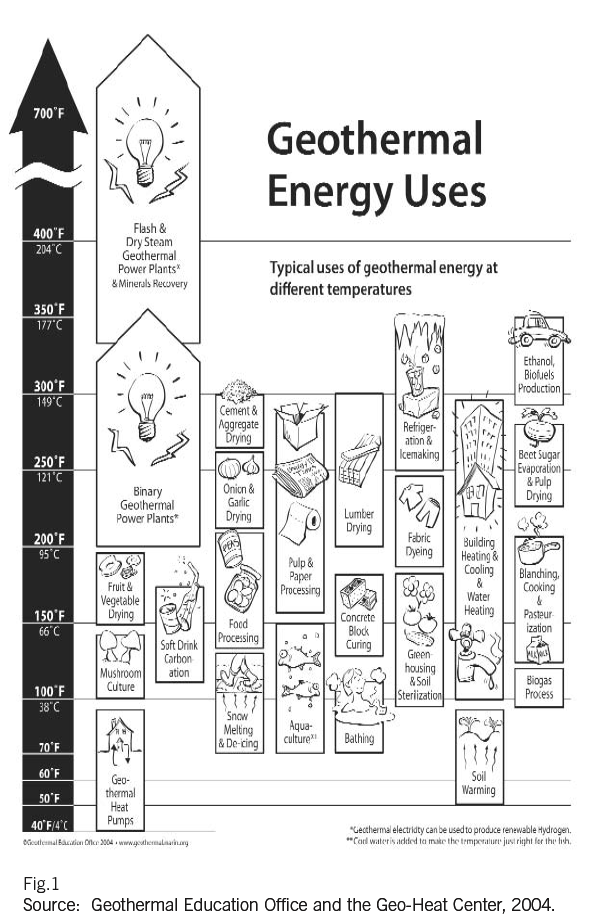 Geothermal
Energy Uses
Typical uses of geothermal energy at
different temperatures
700°F
400°F
204°C
350°F
177°C
300°F
149°C
250°F
121°C
200°F
95°C
150°F
66°C
100°F
38°C
70°F
60°F
50°F
40°F/4°C
Flash &
Dry Steam
Geothermal
Power Plants*
& Minerals Recovery
Binary
Geothermal
Power Plants*
Fruit &
Vegetable
Drying
Mushroom
Culture
Geo-
thermal
Heat
Pumps
Soft Drink
Carbon-
ation
Cement &
Aggregate
Drying
Onion &
Garlic
Drying
PEAS
Food
Processing
Snow
Melting
& De-icing
Pulp &
Paper
Processing
Aqua-
culture**
Lumber
Drying
Concrete
Block
Curing
Bathing
Refriger-
ation &
Icemaking
Fabric
Dyeing
Green-
housing
& Soil
Sterilization
Building
Heating &
Cooling
&
Water
Heating
Soil
Warming
Ethanol,
Biofuels
Production
Beet Sugar
Evaporation
& Pulp
Drying
Blanching,
Cooking
&
Pasteur-
ization
MILK
Biogas
Process
*Geothermal electricity can be used to produce renewable Hydrogen.
**Cool water is added to make the temperature just right for the fish.
©Geothermal Education Office 2004 • www.geothermal.marin.org
Fig.1
Source: Geothermal Education Office and the Geo-Heat Center, 2004.